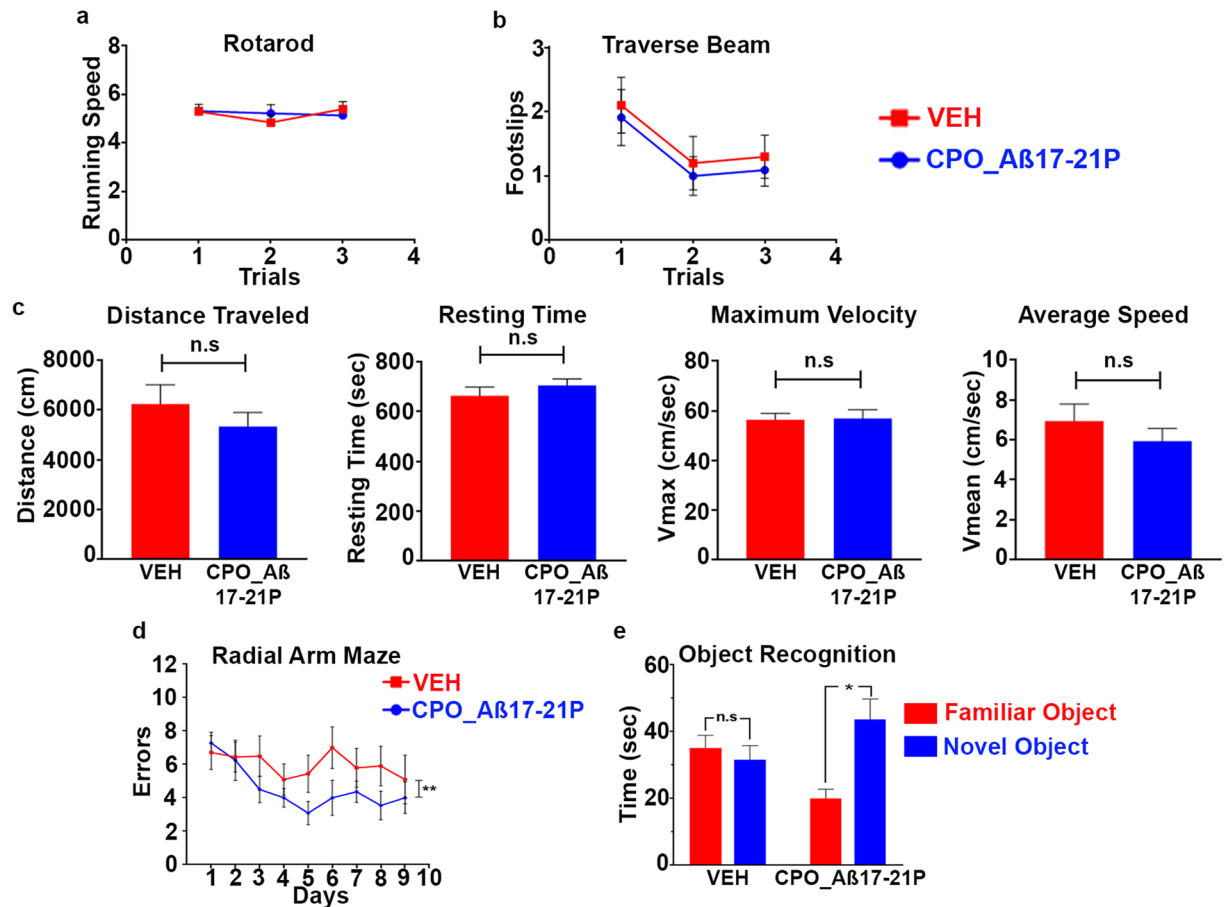 a
Rotarod
Running Speed
8
6
4
2
0
0 1 2 3 4
Trials
b
Traverse Beam
Footslips
3
2
1
0
0 1 2 3 4
Trials
VEH
CPO_Aß17-21P
c
Distance Traveled
n.s
Distance (cm)
8000
6000
4000
2000
0
VEH CPO_Aß
17-21P
Resting Time
n.s
Resting Time (sec)
800
600
400
200
0
VEH CPO_Aß
17-21P
Maximum Velocity
n.s
Vmax (cm/sec)
80
60
40
20
0
VEH CPO_Aß
17-21P
Average Speed
n.s
Vmean (cm/sec)
10
8
6
4
2
0
VEH CPO_Aß
17-21P
d
Radial Arm Maze
VEH
CPO_Aß17-21P
Errors
12
10
8
6
4
2
0
**
1 2 3 4 5 6 7 8 9 10
Days
e
Object Recognition
Time (sec)
60
40
20
0
n.s
*
Familiar Object
Novel Object
VEH CPO_Aß17-21P